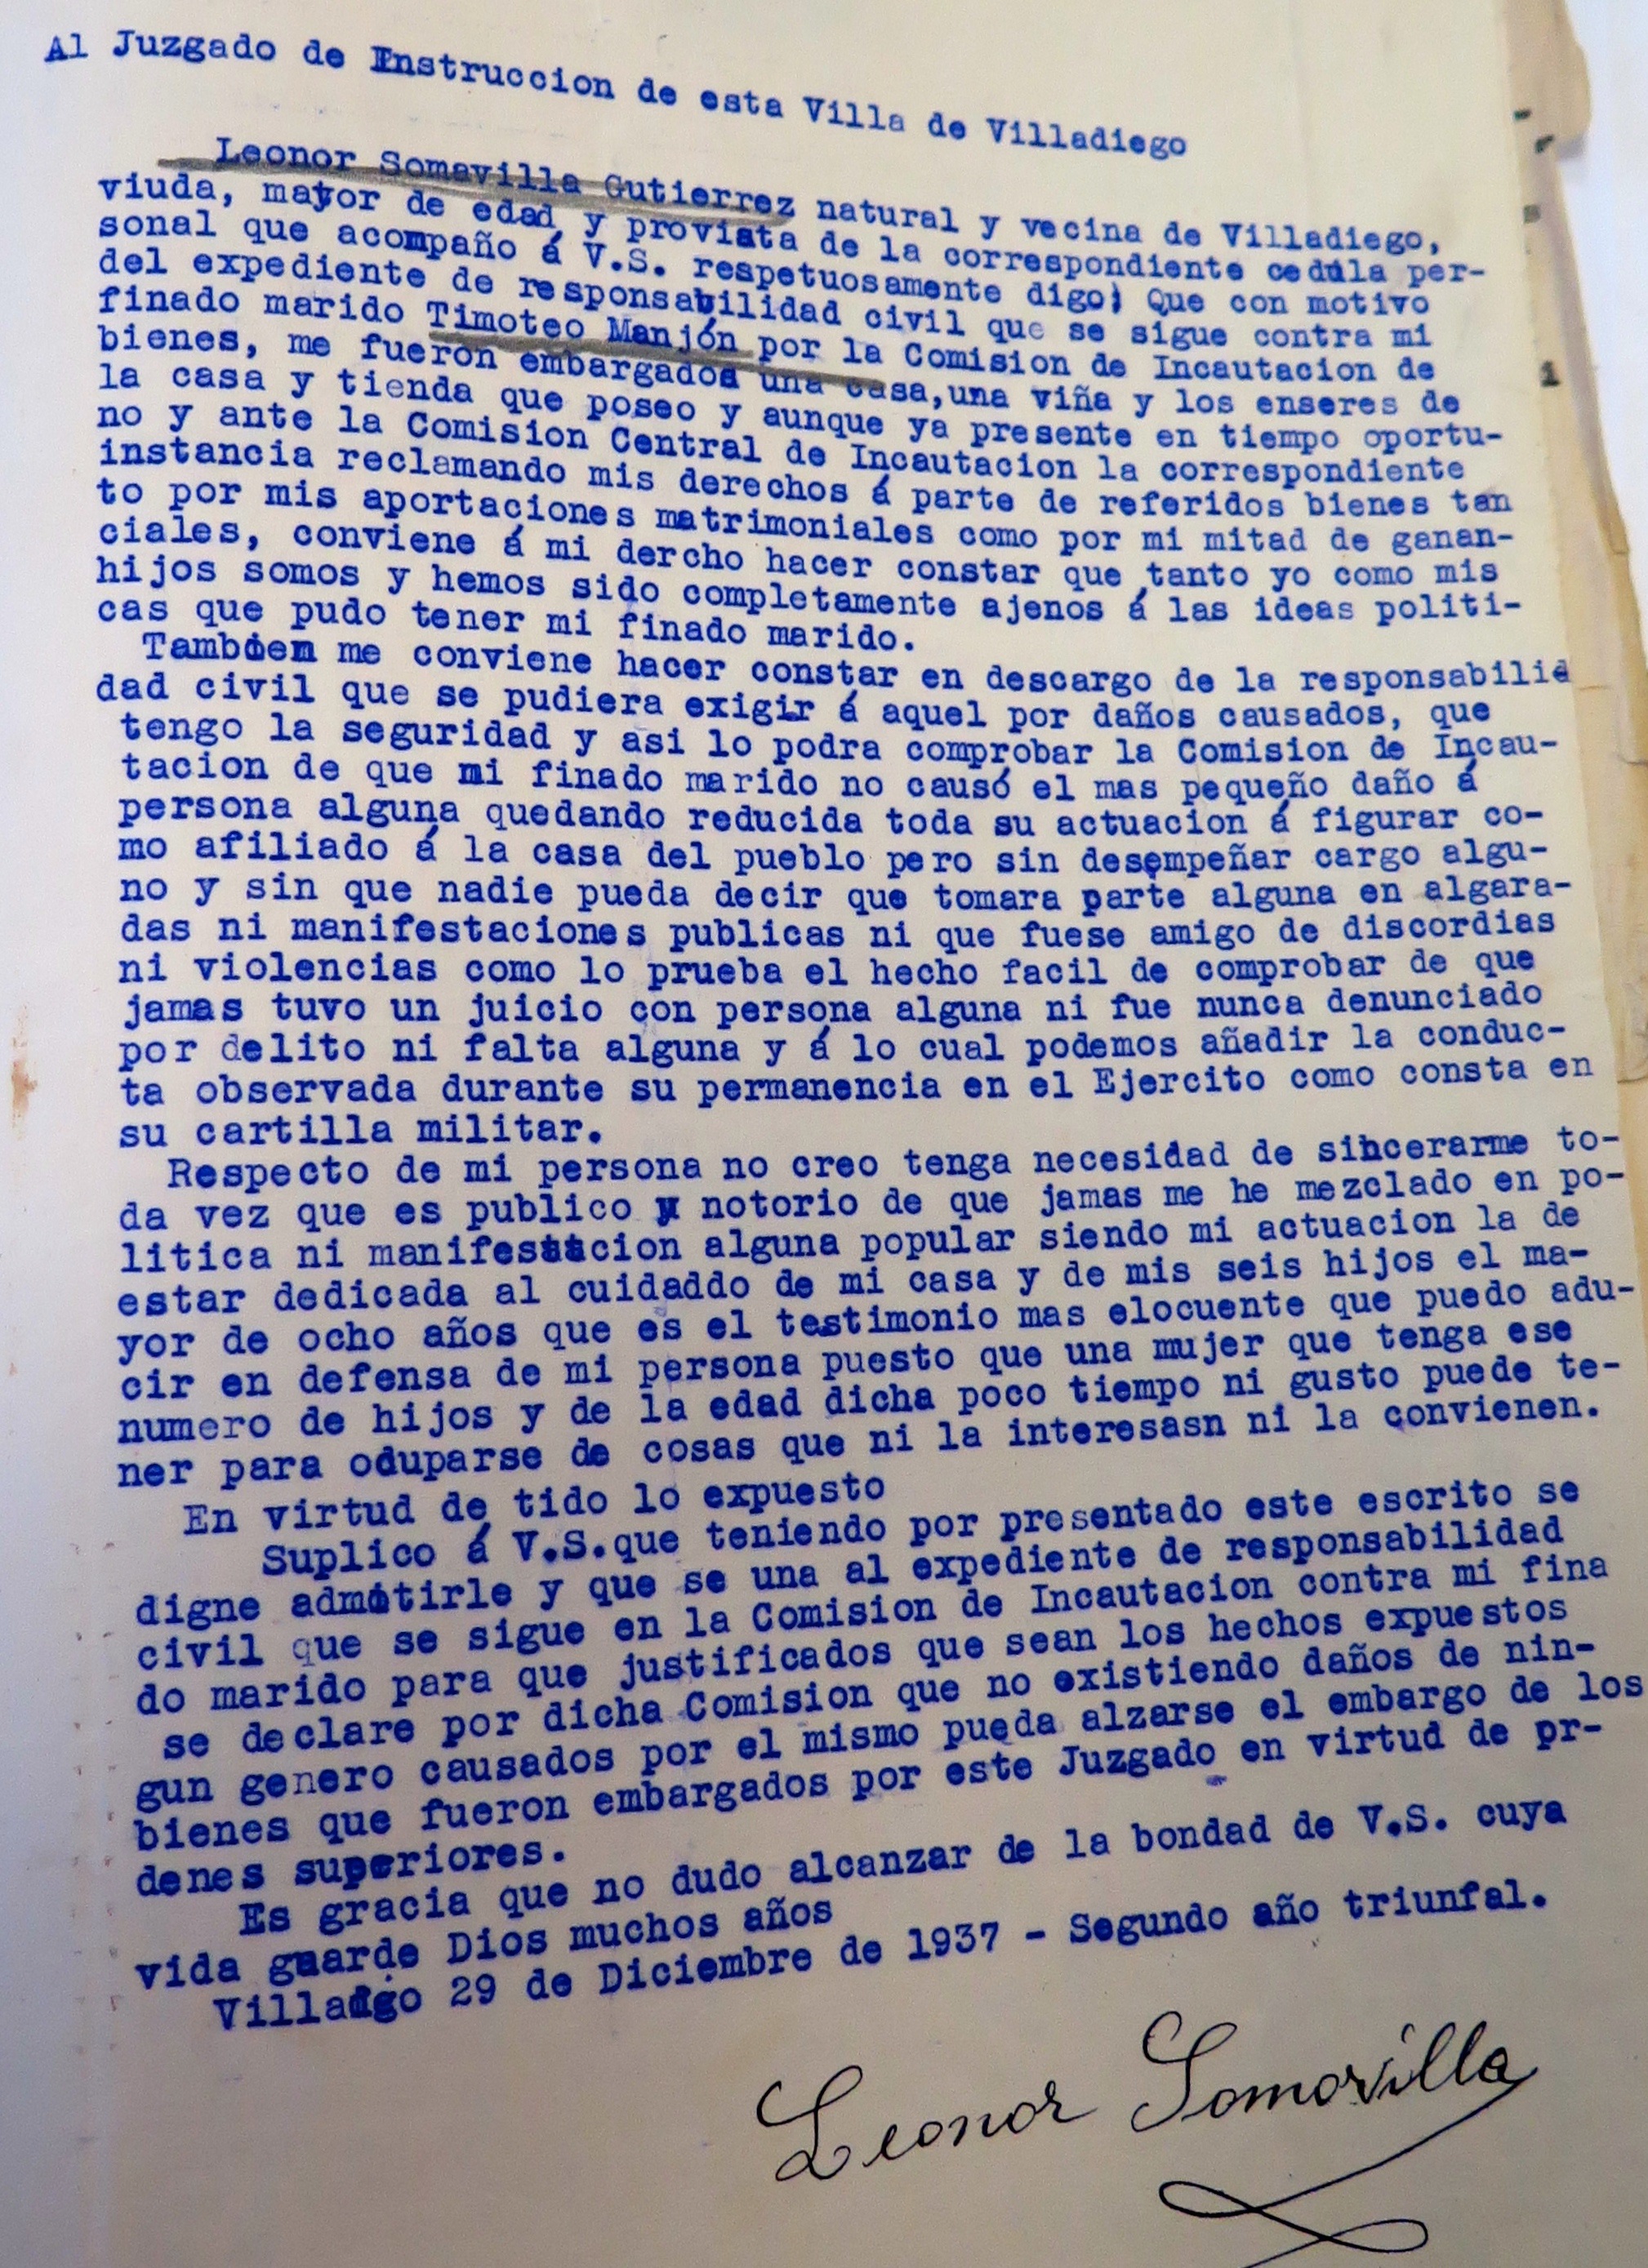 Al Juzgado de Instruccion de esta Villa de Villadiego
Leonor Somavilla Gutierrez natural y vecina de Villadiego,
viuda, mayor de edad y provista de la correspondiente cedula per-
sonal que acompaño á V.S. respetuosamente digo; Que con motivo
del expediente de responsabilidad civil que se sigue contra mi
finado marido Timoteo Manjón por la Comision de Incautacion de
bienes, me fueron embargados una casa,una viña y los enseres de
la casa y tienda que poseo y aunque ya presente en tiempo oportu-
no y ante la Comision Central de Incautacion la correspondiente
instancia reclamando mis derechos á parte de referidos bienes tan
to por mis aportaciones matrimoniales como por mi mitad de ganan-
ciales, conviene á mi dercho hacer constar que tanto yo como mis
hijos somos y hemos sido completamente ajenos á las ideas politi-
cas que pudo tener mi finado marido.
Tambien me conviene hacer constar en descargo de la responsabilid
dad civil que se pudiera exigir á aquel por daños causados, que
tengo la seguridad y asi lo podra comprobar la Comision de Incau-
tacion de que mi finado marido no causó el mas pequeño daño á
persona alguna quedando reducida toda su actuacion á figurar co-
mo afiliado á la casa del pueblo pero sin desempeñar cargo algu-
no y sin que nadie pueda decir que tomara parte alguna en algara-
das ni manifestaciones publicas ni que fuese amigo de discordias
ni violencias como lo prueba el hecho facil de comprobar de que
jamas tuvo un juicio con persona alguna ni fue nunca denunciado
por delito ni falta alguna y á lo cual podemos añadir la conduc-
ta observada durante su permanencia en el Ejercito como consta en
su cartilla militar.
Respecto de mi persona no creo tenga necesidad de sincerarme to-
da vez que es publico y notorio de que jamas me he mezclado en po-
litica ni manifestacion alguna popular siendo mi actuacion la de
estar dedicada al cuidaddo de mi casa y de mis seis hijos el ma-
yor de ocho años que es el testimonio mas elocuente que puedo adu-
cir en defensa de mi persona puesto que una mujer que tenga ese
numero de hijos y de la edad dicha poco tiempo ni gusto puede te-
ner para oduparse de cosas que ni la interesasn ni la convienen.
En virtud de tido lo expuesto
Suplico á V.S.que teniendo por presentado este escrito se
digne admitirle y que se una al expediente de responsabilidad
civil que se sigue en la Comision de Incautacion contra mi fina
do marido para que justificados que sean los hechos expuestos
se declare por dicha Comision que no existiendo daños de nin-
gun genero causados por el mismo pueda alzarse el embargo de los
bienes que fueron embargados por este Juzgado en virtud de pr-
denes superiores.
Es gracia que no dudo alcanzar de la bondad de V.S. cuya
vida guarde Dios muchos años
Villadigo 29 de Diciembre de 1937 - Segundo año triunfal.
Leonor Somovilla